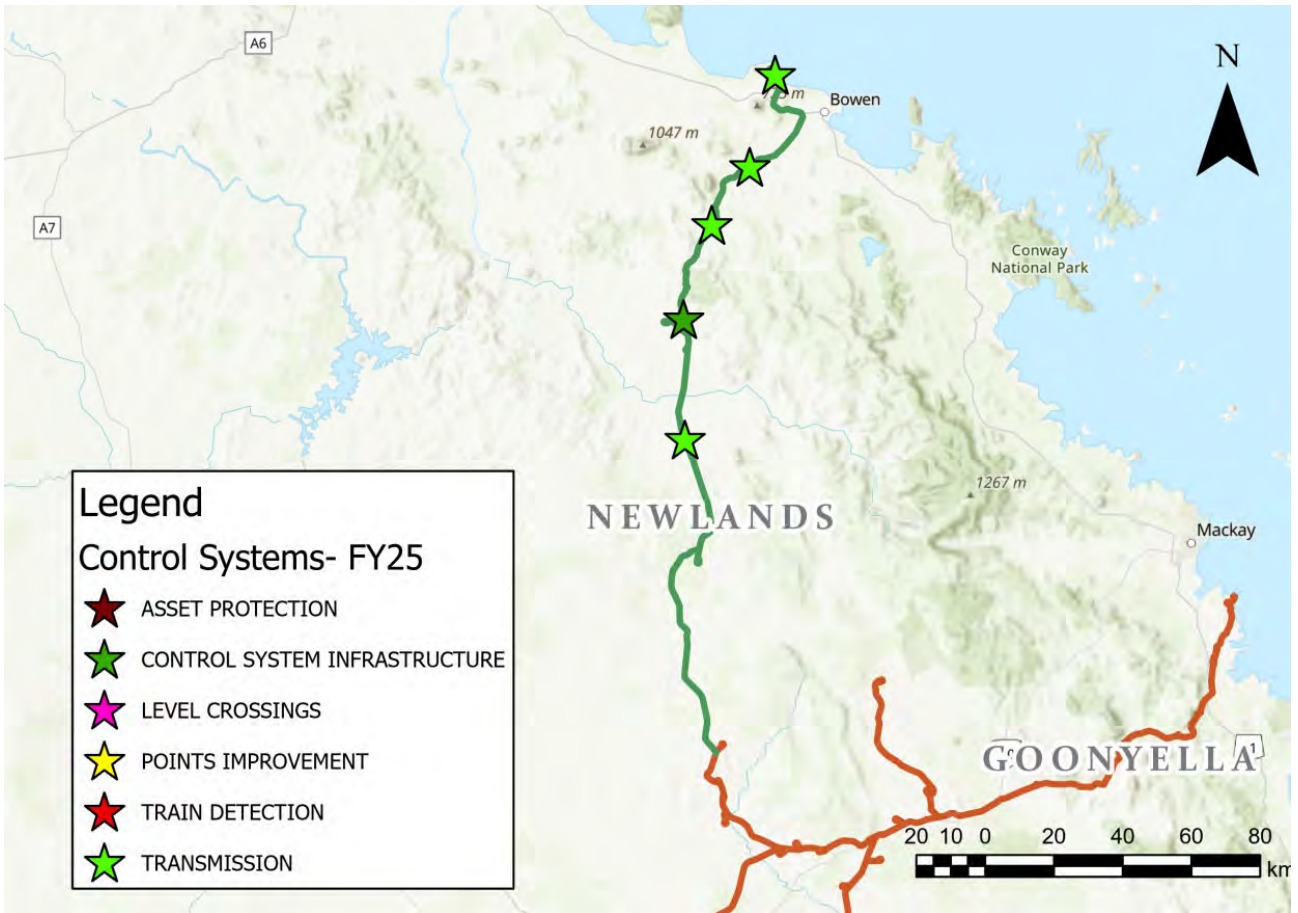 A6
N
Bowen
1047 m
A7
Conway
National Park
1267 m
NEWLANDS
Mackay
Legend
Control Systems- FY25
ASSET PROTECTION
CONTROL SYSTEM INFRASTRUCTURE
LEVEL CROSSINGS
POINTS IMPROVEMENT
TRAIN DETECTION
TRANSMISSION
GOONYELLA
1
20 10 0 20 40 60 80
km